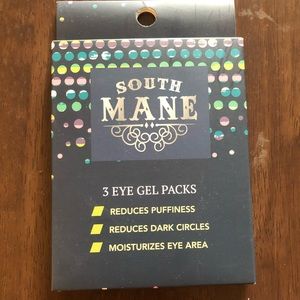 SOUTH
MANE
3 EYE GEL PACKS
REDUCES PUFFINESS
REDUCES DARK CIRCLES
MOISTURIZES EYE AREA